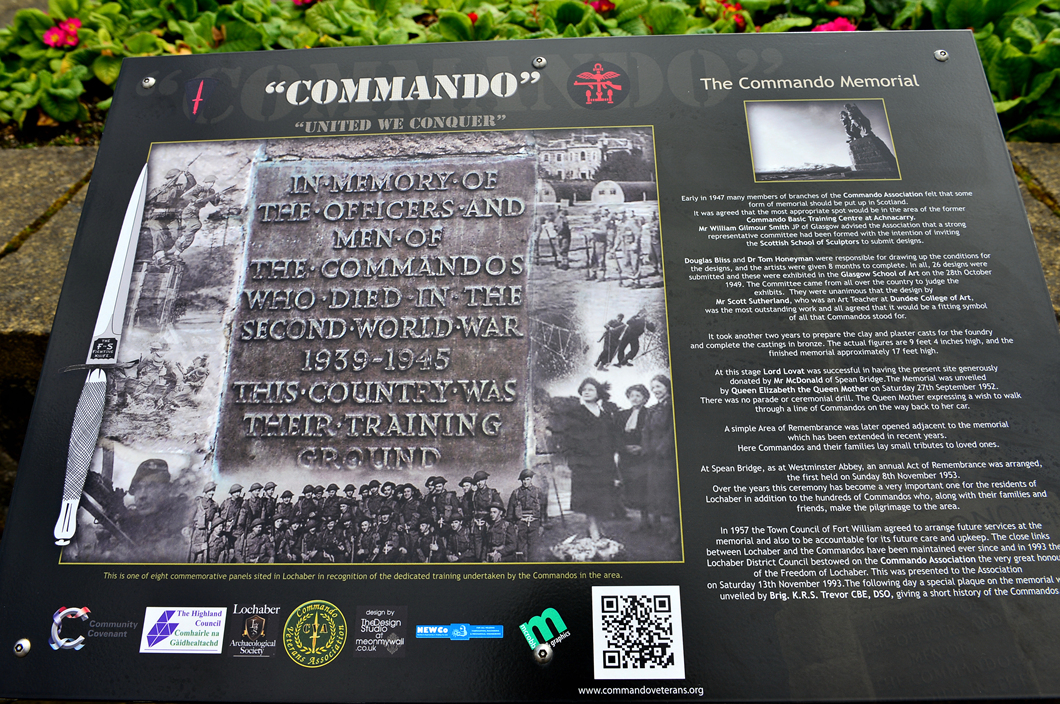 "COMMANDO"
"UNITED WE CONQUER"
IN·MEMORY·OF
THE·OFFICERS·AND
MEN·OF
THE·COMMANDOS
WHO·DIED·IN·THE
SECOND·WORLD·WAR
1939-1945
THIS·COUNTRY·WAS
THEIR·TRAINING
GROUND
THE
F-S
FIGHTING
KNIFE
This is one of eight commemorative panels sited in Lochaber in recognition of the dedicated training undertaken by the Commandos in the area.
The Commando Memorial
Early in 1947 many members of branches of the Commando Association felt that some
form of memorial should be put up in Scotland.
It was agreed that the most appropriate spot would be in the area of the former
Commando Basic Training Centre at Achnacarry.
Mr William Gilmour Smith JP of Glasgow advised the Association that a strong
representative committee had been formed with the intention of inviting
the Scottish School of Sculptors to submit designs.
Douglas Bliss and Dr Tom Honeyman were responsible for drawing up the conditions for
the designs, and the artists were given 8 months to complete. In all, 26 designs were
submitted and these were exhibited in the Glasgow School of Art on the 28th October
1949. The Committee came from all over the country to judge the
exhibits. They were unanimous that the design by
Mr Scott Sutherland, who was an Art Teacher at Dundee College of Art,
was the most outstanding work and all agreed that it would be a fitting symbol
of all that Commandos stood for.
It took another two years to prepare the clay and plaster casts for the foundry
and complete the castings in bronze. The actual figures are 9 feet 4 inches high, and the
finished memorial approximately 17 feet high.
At this stage Lord Lovat was successful in having the present site generously
donated by Mr McDonald of Spean Bridge.The Memorial was unveiled
by Queen Elizabeth the Queen Mother on Saturday 27th September 1952.
There was no parade or ceremonial drill. The Queen Mother expressing a wish to walk
through a line of Commandos on the way back to her car.
A simple Area of Remembrance was later opened adjacent to the memorial
which has been extended in recent years.
Here Commandos and their families lay small tributes to loved ones.
At Spean Bridge, as at Westminster Abbey, an annual Act of Remembrance was arranged,
the first held on Sunday 8th November 1953.
Over the years this ceremony has become a very important one for the residents of
Lochaber in addition to the hundreds of Commandos who, along with their families and
friends, make the pilgrimage to the area.
In 1957 the Town Council of Fort William agreed to arrange future services at the
memorial and also to be accountable for its future care and upkeep. The close links
between Lochaber and the Commandos have been maintained ever since and in 1993 the
Lochaber District Council bestowed on the Commando Association the very great honou
of the Freedom of Lochaber. This was presented to the Association
on Saturday 13th November 1993.The following day a special plaque on the memorial w
unveiled by Brig. K.R.S. Trevor CBE, DSO, giving a short history of the Commandos
Community
Covenant
The Highland
Council
Comhairle na
Gàidhealtachd
Lochaber
Archaeological
Society
Commando
Veterans Association
CVA
design by
TheDesign
Studio
at
meonmywall
.co.uk
NEWCo
m
microbe
graphics
www.commandoveterans.org